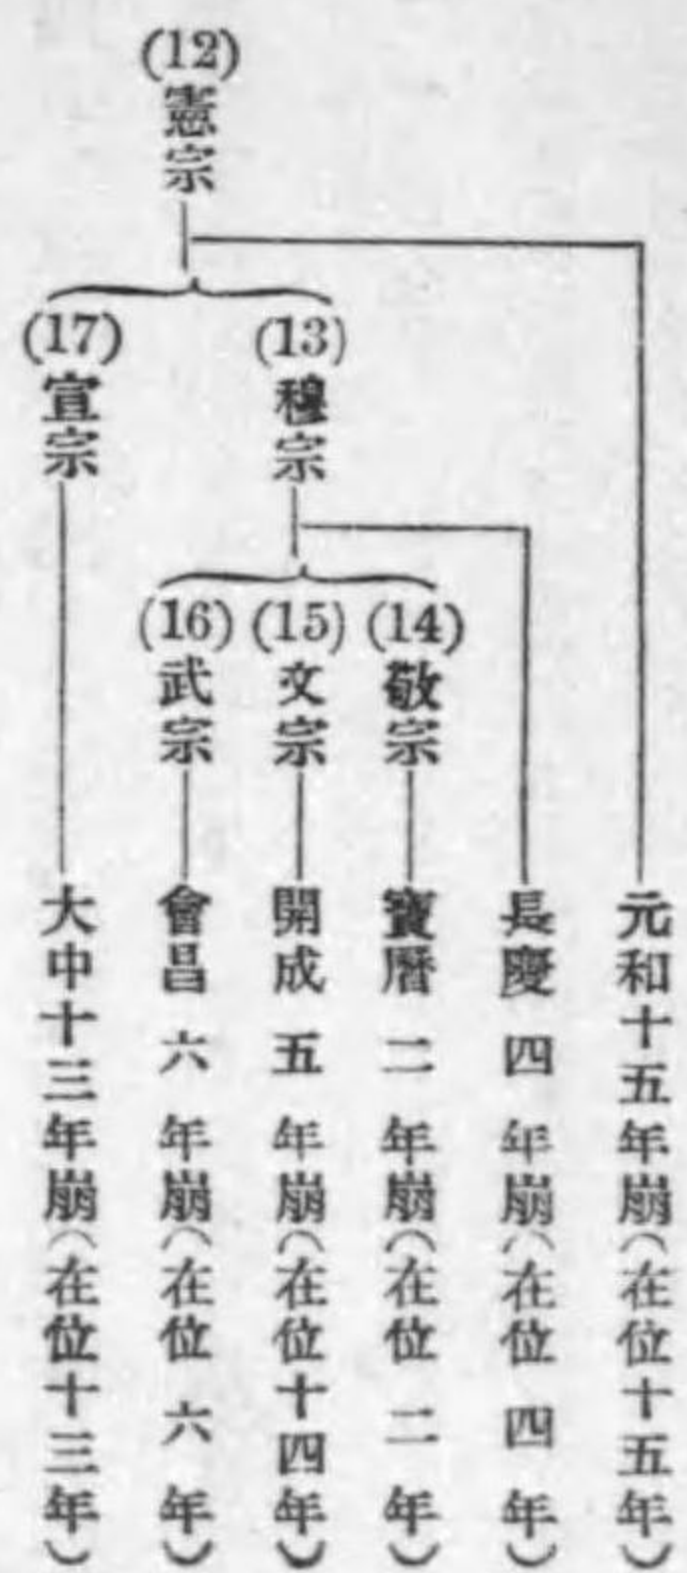 (12)憲宗
元和十五年崩(在位十五年)
(13)穆宗
長慶四年崩(在位四年)
(14)敬宗
寶曆二年崩(在位二年)
(15)文宗
開成五年崩(在位十四年)
(16)武宗
會昌六年崩(在位六年)
(17)宣宗
大中十三年崩(在位十三年)